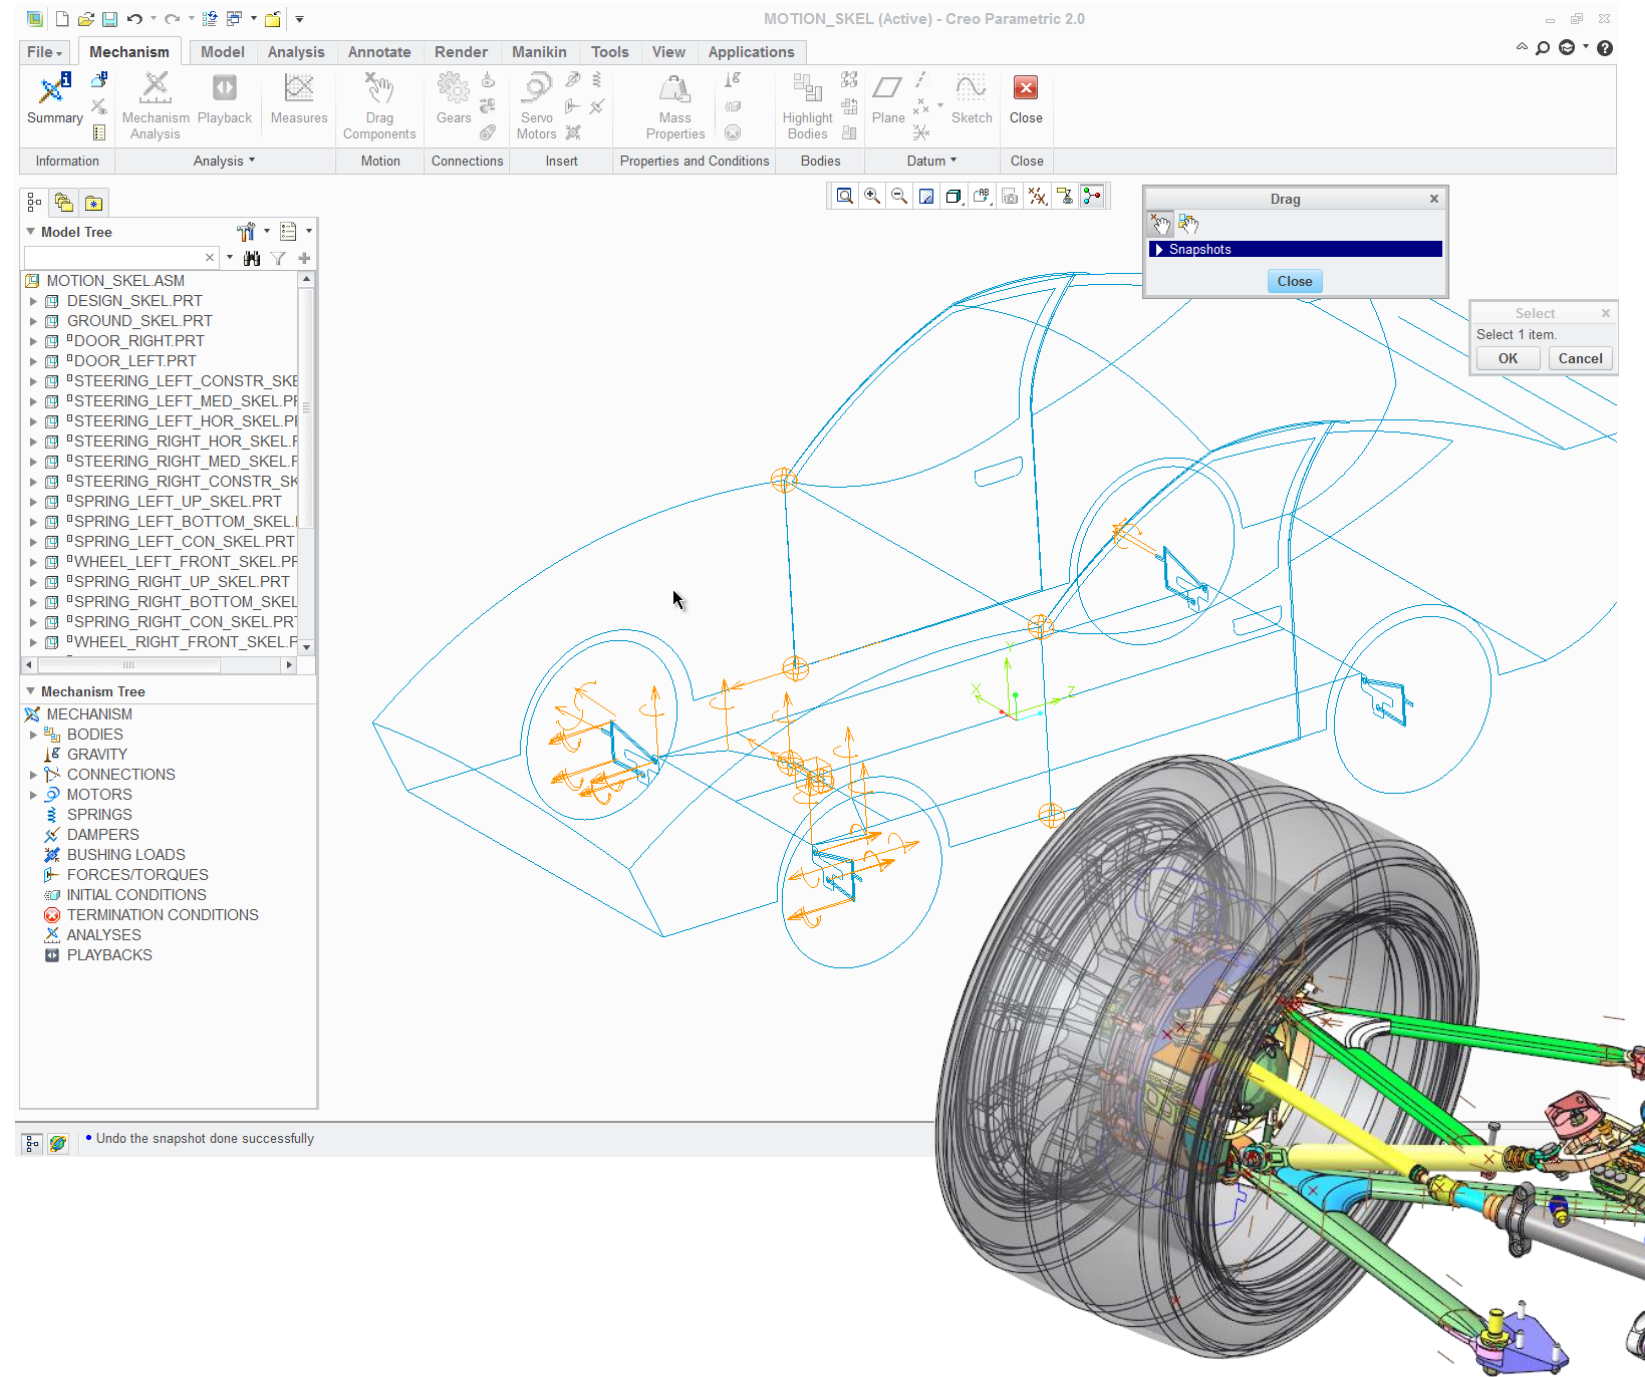 MOTION_SKEL (Active) - Creo Parametric 2.0
File Mechanism Model Analysis Annotate Render Manikin Tools View Applications
Summary Mechanism Analysis Playback Measures Drag Components Gears Servo Motors Mass Properties Highlight Bodies Plane Sketch Close
Information Analysis Motion Connections Insert Properties and Conditions Bodies Datum Close
Drag
Snapshots
Close
Select
Select 1 item.
OK Cancel
Model Tree
MOTION_SKEL.ASM
DESIGN_SKEL.PRT
GROUND_SKEL.PRT
DOOR_RIGHT.PRT
DOOR_LEFT.PRT
STEERING_LEFT_CONSTR_SKE
STEERING_LEFT_MED_SKEL.PR
STEERING_LEFT_HOR_SKEL.P
STEERING_RIGHT_HOR_SKEL.F
STEERING_RIGHT_MED_SKEL.F
STEERING_RIGHT_CONSTR_SK
SPRING_LEFT_UP_SKEL.PRT
SPRING_LEFT_BOTTOM_SKEL.
SPRING_LEFT_CON_SKEL.PRT
WHEEL_LEFT_FRONT_SKEL.PR
SPRING_RIGHT_UP_SKEL.PRT
SPRING_RIGHT_BOTTOM_SKEL
SPRING_RIGHT_CON_SKEL.PRT
WHEEL_RIGHT_FRONT_SKEL.P
Mechanism Tree
MECHANISM
BODIES
GRAVITY
CONNECTIONS
MOTORS
SPRINGS
DAMPERS
BUSHING LOADS
FORCES/TORQUES
INITIAL CONDITIONS
TERMINATION CONDITIONS
ANALYSES
PLAYBACKS
Y
X
Z
Undo the snapshot done successfully